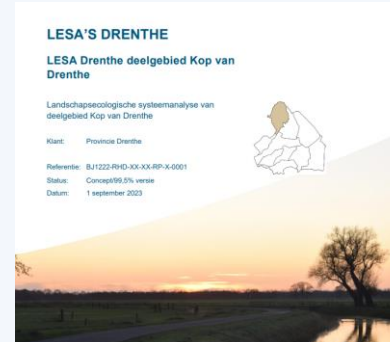 LESA'S DRENTHE
LESA Drenthe deelgebied Kop van
Drenthe
Landschapsecologische systeemanalyse van
deelgebied Kop van Drenthe
Klant: Provincie Drenthe
Referentie: BJ1222-RHD-XX-XX-RP-X-0001
Status: Concept/99,5% versie
Datum: 1 september 2023